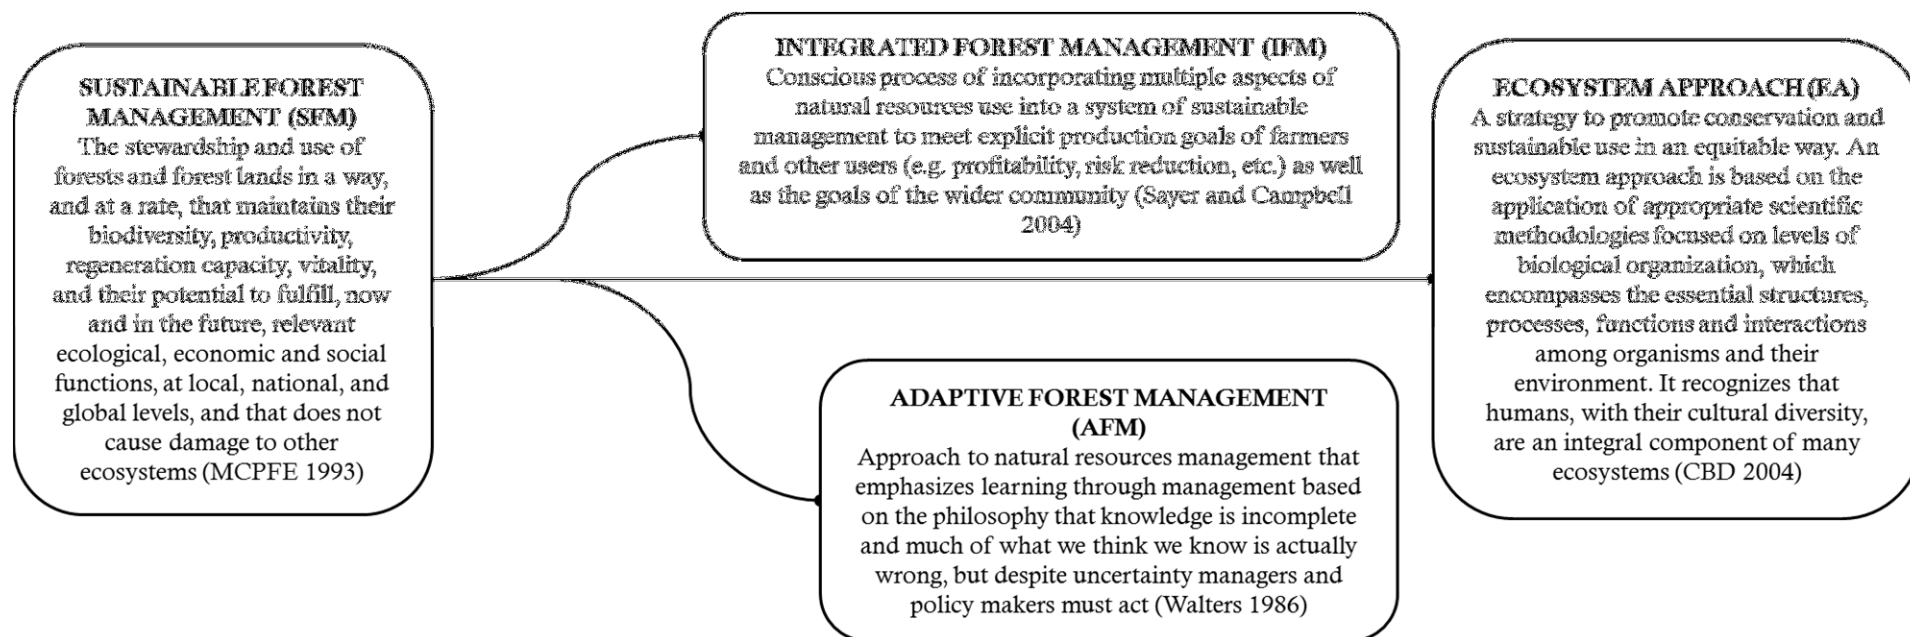 SUSTAINABLE FOREST
MANAGEMENT (SFM)
The stewardship and use of
forests and forest lands in a way,
and at a rate, that maintains their
biodiversity, productivity,
regeneration capacity, vitality,
and their potential to fulfill, now
and in the future, relevant
ecological, economic and social
functions, at local, national, and
global levels, and that does not
cause damage to other
ecosystems (MCPFE 1993)
INTEGRATED FOREST MANAGEMENT (IFM)
Conscious process of incorporating multiple aspects of
natural resources use into a system of sustainable
management to meet explicit production goals of farmers
and other users (e.g. profitability, risk reduction, etc.) as well
as the goals of the wider community (Sayer and Campbell
2004)
ADAPTIVE FOREST MANAGEMENT
(AFM)
Approach to natural resources management that
emphasizes learning through management based
on the philosophy that knowledge is incomplete
and much of what we think we know is actually
wrong, but despite uncertainty managers and
policy makers must act (Walters 1986)
ECOSYSTEM APPROACH (EA)
A strategy to promote conservation and
sustainable use in an equitable way. An
ecosystem approach is based on the
application of appropriate scientific
methodologies focused on levels of
biological organization, which
encompasses the essential structures,
processes, functions and interactions
among organisms and their
environment. It recognizes that
humans, with their cultural diversity,
are an integral component of many
ecosystems (CBD 2004)